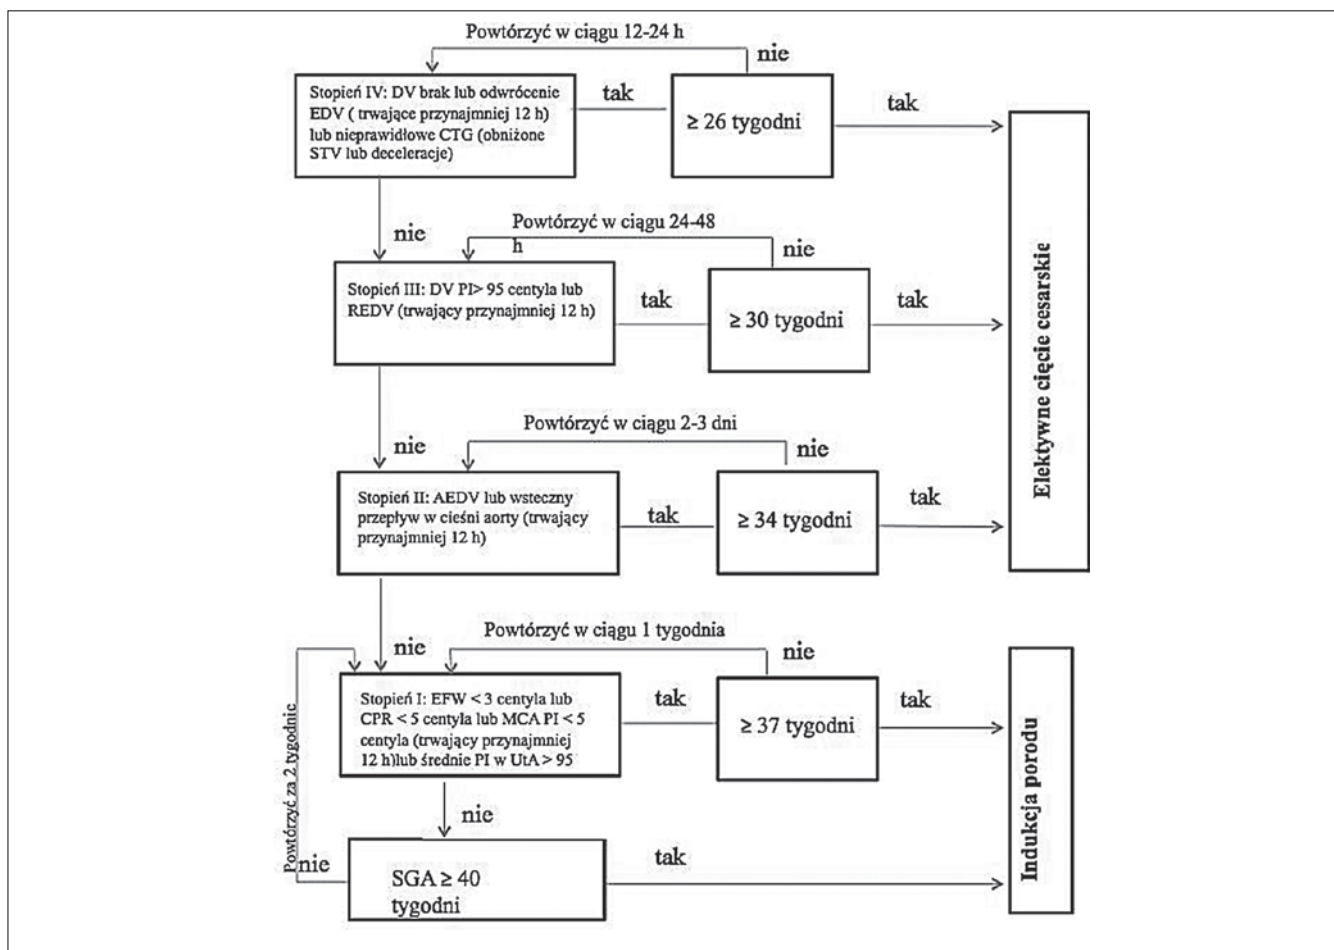 Powtórzyć w ciągu 12-24 h
nie
Stopień IV: DV brak lub odwrócenie
EDV ( trwające przynajmniej 12 h)
lub nieprawidłowe CTG (obniżone
STV lub deceleracje)
tak
≥ 26 tygodni
tak
nie
Powtórzyć w ciągu 24-48
h
nie
Stopień III: DV PI> 95 centyla lub
REDV (trwający przynajmniej 12 h)
tak
≥ 30 tygodni
tak
nie
Powtórzyć w ciągu 2-3 dni
nie
Stopień II: AEDV lub wsteczny
przepływ w cieśni aorty (trwający
przynajmniej 12 h)
tak
≥ 34 tygodni
tak
Elektywne cięcie cesarskie
nie
Powtórzyć w ciągu 1 tygodnia
nie
Stopień I: EFW < 3 centyla lub
CPR < 5 centyla lub MCA PI < 5
centyla (trwający przynajmniej
12 h)lub średnie PI w UtA > 95
tak
≥ 37 tygodni
tak
nie
Powtórzyć za 2 tygodnie
nie
SGA ≥ 40
tygodni
tak
Indukcja porodu